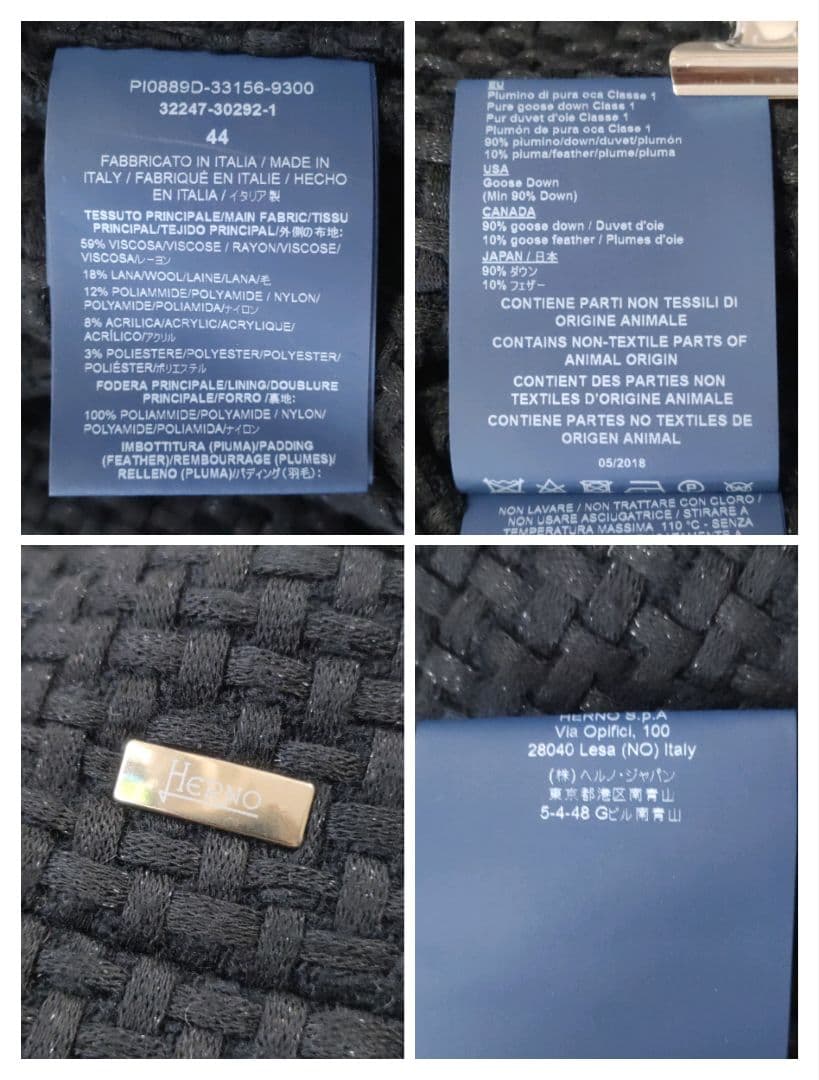 PI0889D-33156-9300
32247-30292-1
44
FABBRICATO IN ITALIA / MADE IN
ITALY / FABRIQUÉ EN ITALIE / HECHO
EN ITALIA / イタリア製
TESSUTO PRINCIPALE/MAIN FABRIC/TISSU
PRINCIPAL/TEJIDO PRINCIPAL/外側の布地:
59% VISCOSA/VISCOSE / RAYON/VISCOSE/
VISCOSA/レーヨン
18% LANA/WOOL/LAINE/LANA/毛
12% POLIAMMIDE/POLYAMIDE / NYLON/
POLYAMIDE/POLIAMIDA/ナイロン
8% ACRILICA/ACRYLIC/ACRYLIQUE/
ACRÍLICO/アクリル
3% POLIESTERE/POLYESTER/POLYESTER/
POLIÉSTER/ポリエステル
FODERA PRINCIPALE/LINING/DOUBLURE
PRINCIPALE/FORRO /裏地:
100% POLIAMMIDE/POLYAMIDE / NYLON/
POLYAMIDE/POLIAMIDA/ナイロン
IMBOTTITURA (PIUMA)/PADDING
(FEATHER)/REMBOURRAGE (PLUMES)/
RELLENO (PLUMA)/パディング(羽毛):
EU
Piumino di pura oca Classe 1
Pure goose down Classe 1
Pur duvet d'oie Classe 1
Plumón de pura oca Classe 1
90% piumino/down/duvet/plumón
10% piuma/feather/plume/pluma
USA
Goose Down
(Min 90% Down)
CANADA
90% goose down / Duvet d'oie
10% goose feather / Plumes d'oie
JAPAN / 日本
90% ダウン
10% フェザー
CONTIENE PARTI NON TESSILI DI
ORIGINE ANIMALE
CONTAINS NON-TEXTILE PARTS OF
ANIMAL ORIGIN
CONTIENT DES PARTIES NON
TEXTILES D'ORIGINE ANIMALE
CONTIENE PARTES NO TEXTILES DE
ORIGEN ANIMAL
05/2018
NON LAVARE / NON TRATTARE CON CLORO /
NON USARE ASCIUGATRICE / STIRARE A
TEMPERATURA MASSIMA 110 °C - SENZA
HERNO
HERNO S.p.A
Via Opifici, 100
28040 Lesa (NO) Italy
(株) ヘルノ・ジャパン
東京都港区南青山
5-4-48 Gビル南青山